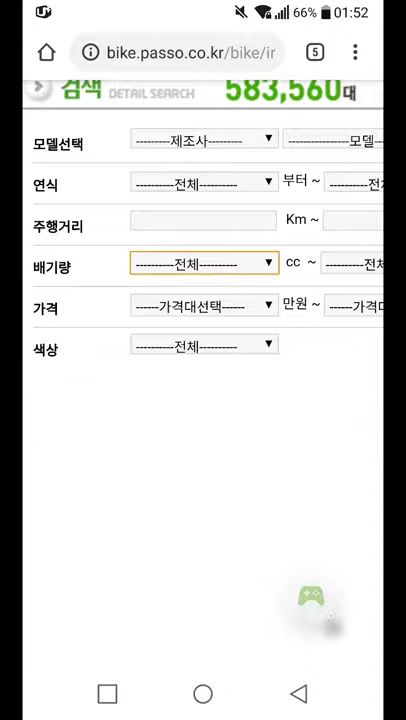 66% 01:52
bike.passo.co.kr/bike/ir 5
검색 DETAIL SEARCH 583,560대
모델선택 ---------제조사--------- ---------------모델--
연식 ----------전체---------- 부터 ~ ----------전
주행거리 Km ~
배기량 ----------전체---------- cc ~ ----------전체
가격 ------가격대선택------ 만원 ~ ------가격대
색상 ----------전체----------